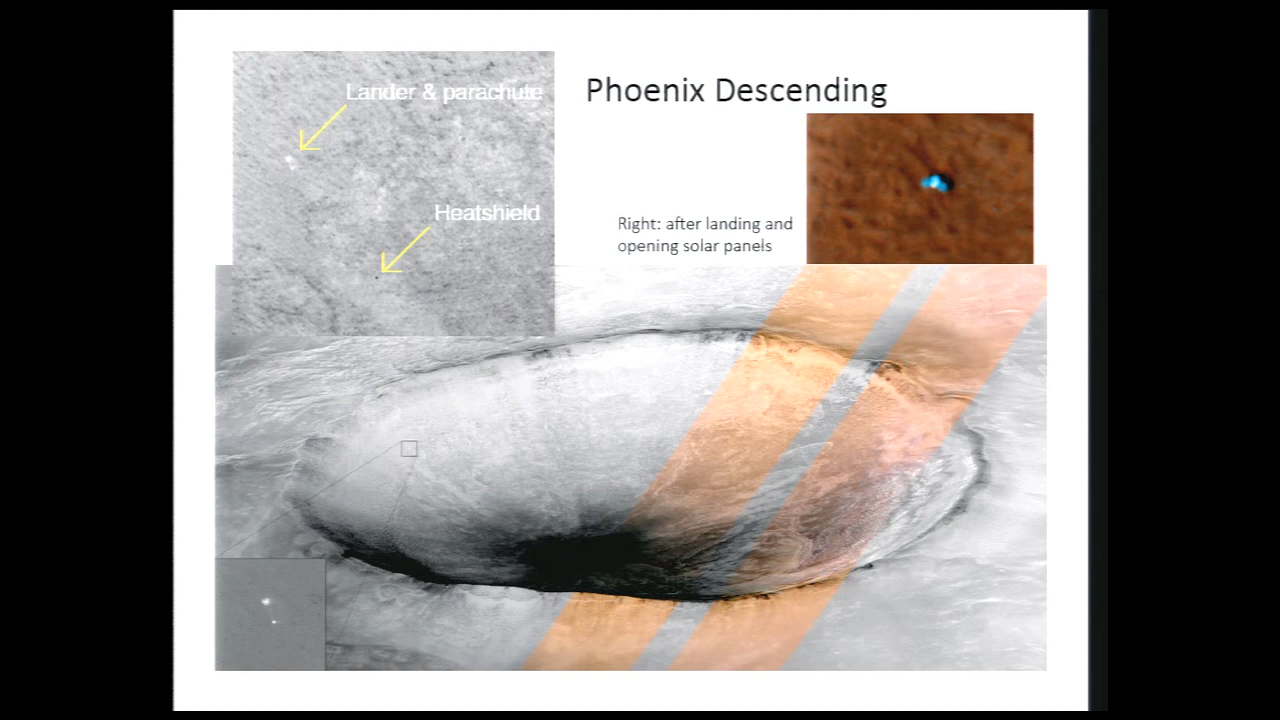 Lander & parachute
Phoenix Descending
Heatshield
Right: after landing and
opening solar panels